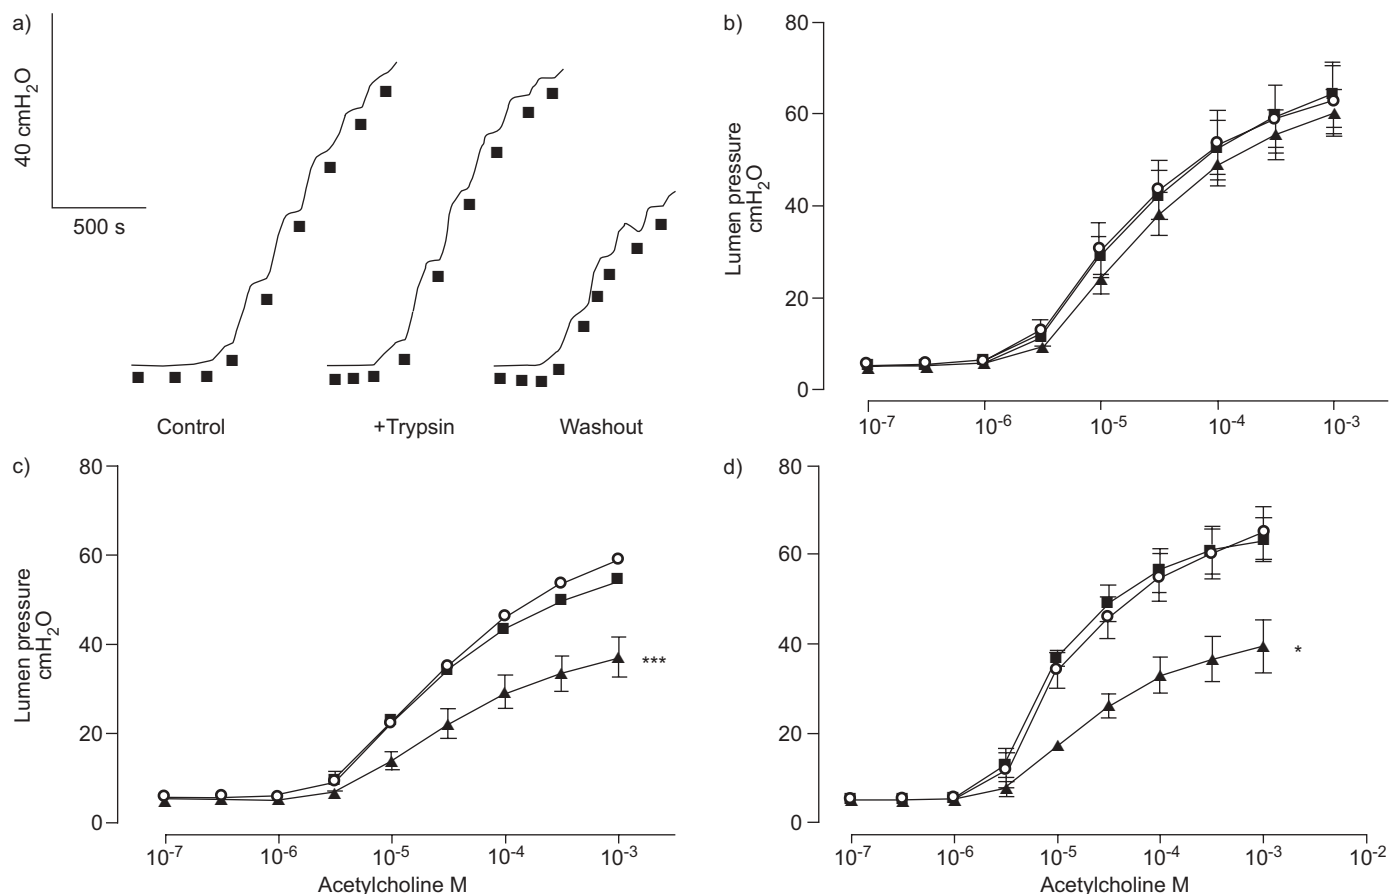 a)
40 cmH2O
500 s
Control
+Trypsin
Washout
b)
80
60
40
20
0
Lumen pressure
cmH2O
10-7
10-6
10-5
10-4
10-3
c)
80
60
40
20
0
Lumen pressure
cmH2O
***
10-7
10-6
10-5
10-4
10-3
Acetylcholine M
d)
80
60
40
20
0
*
10-7
10-6
10-5
10-4
10-3
10-2
Acetylcholine M